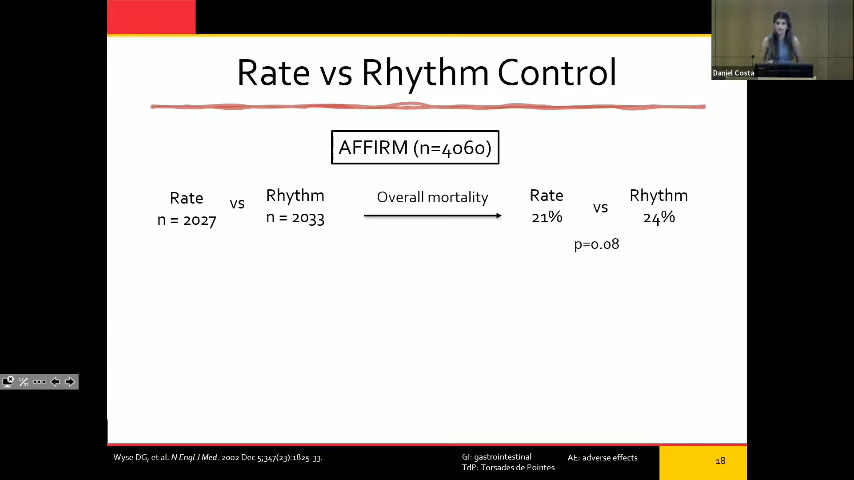 Daniel Costa
Rate vs Rhythm Control
AFFIRM (n=4060)
Rate
n = 2027
vs
Rhythm
n = 2033
Overall mortality
Rate
21%
vs
Rhythm
24%
p=0.08
Wyse DG, et al. N Engl J Med. 2002 Dec 5;347(23):1825-33.
GI: gastrointestinal
TdP: Torsades de Pointes
AE: adverse effects
18